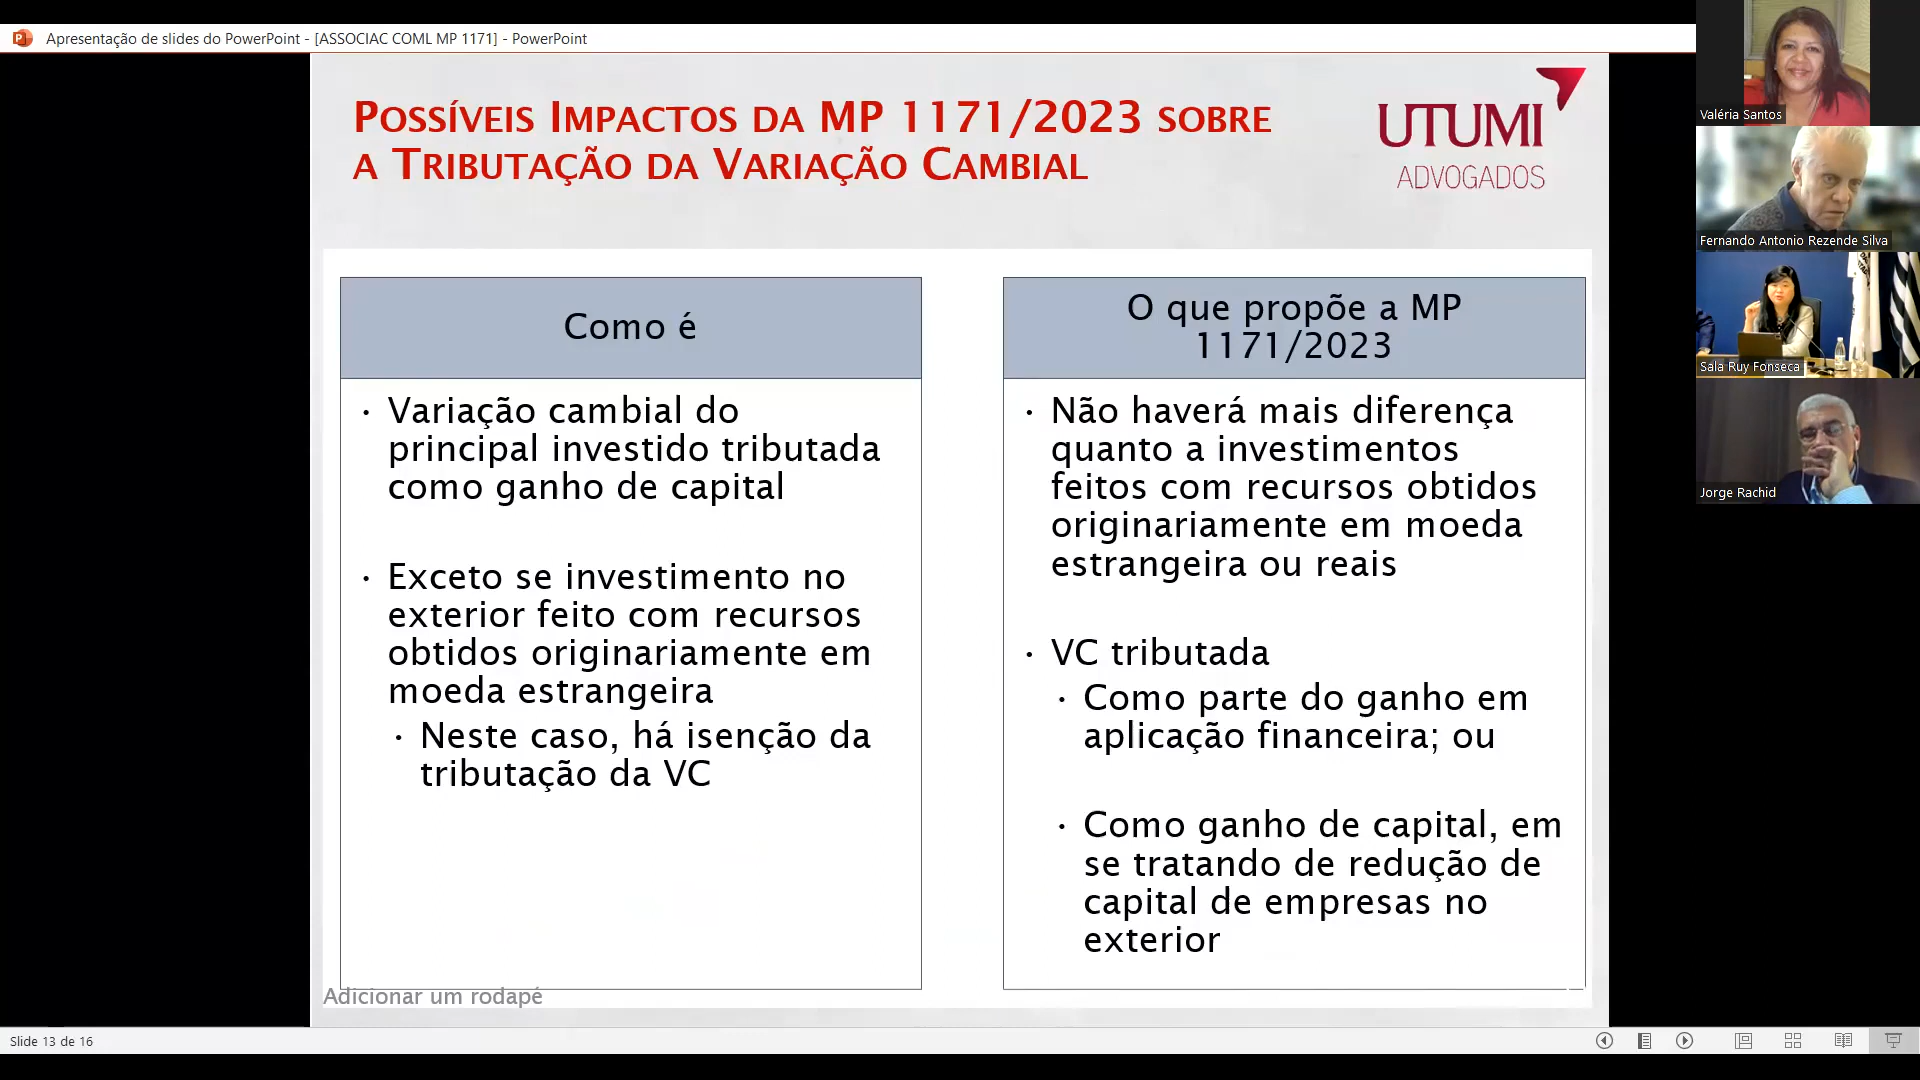 Apresentação de slides do PowerPoint - [ASSOCIAC COML MP 1171] - PowerPoint
POSSÍVEIS IMPACTOS DA MP 1171/2023 SOBRE
A TRIBUTAÇÃO DA VARIAÇÃO CAMBIAL
UTUMI
ADVOGADOS
Como é
• Variação cambial do
principal investido tributada
como ganho de capital
• Exceto se investimento no
exterior feito com recursos
obtidos originariamente em
moeda estrangeira
• Neste caso, há isenção da
tributação da VC
O que propõe a MP
1171/2023
• Não haverá mais diferença
quanto a investimentos
feitos com recursos obtidos
originariamente em moeda
estrangeira ou reais
• VC tributada
• Como parte do ganho em
aplicação financeira; ou
• Como ganho de capital, em
se tratando de redução de
capital de empresas no
exterior
Adicionar um rodapé
Slide 13 de 16
Valéria Santos
Fernando Antonio Rezende Silva
Sala Ruy Fonseca
Jorge Rachid